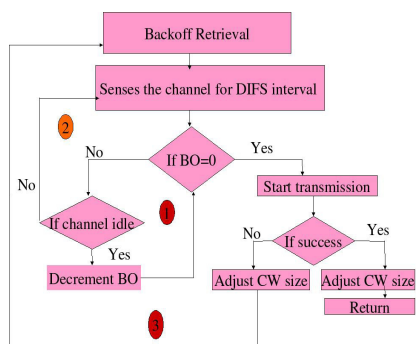 Backoff Retrieval
Senses the channel for DIFS interval
2
No
If BO=0
Yes
No
Start transmission
1
If channel idle
No
If success
Yes
Yes
Decrement BO
Adjust CW size
Adjust CW size
Return
3